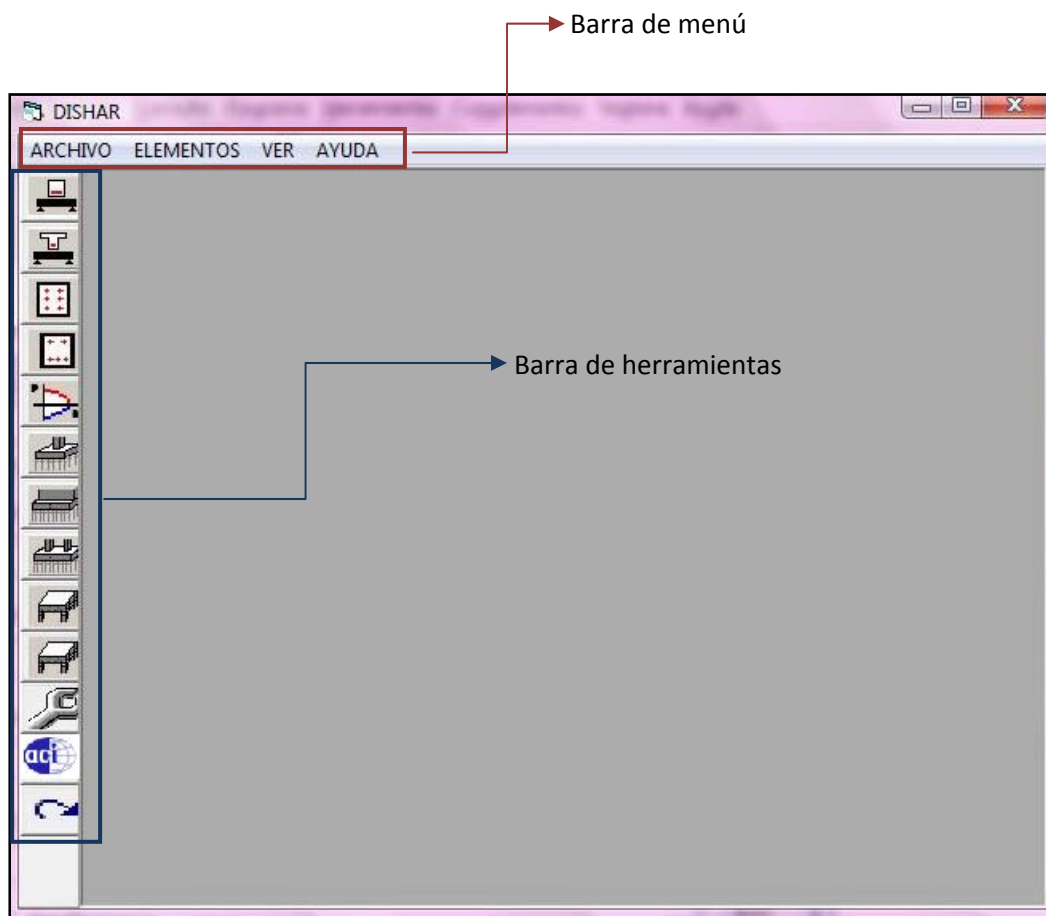 Barra de menú
DISHAR
ARCHIVO ELEMENTOS VER AYUDA
Barra de herramientas
aci